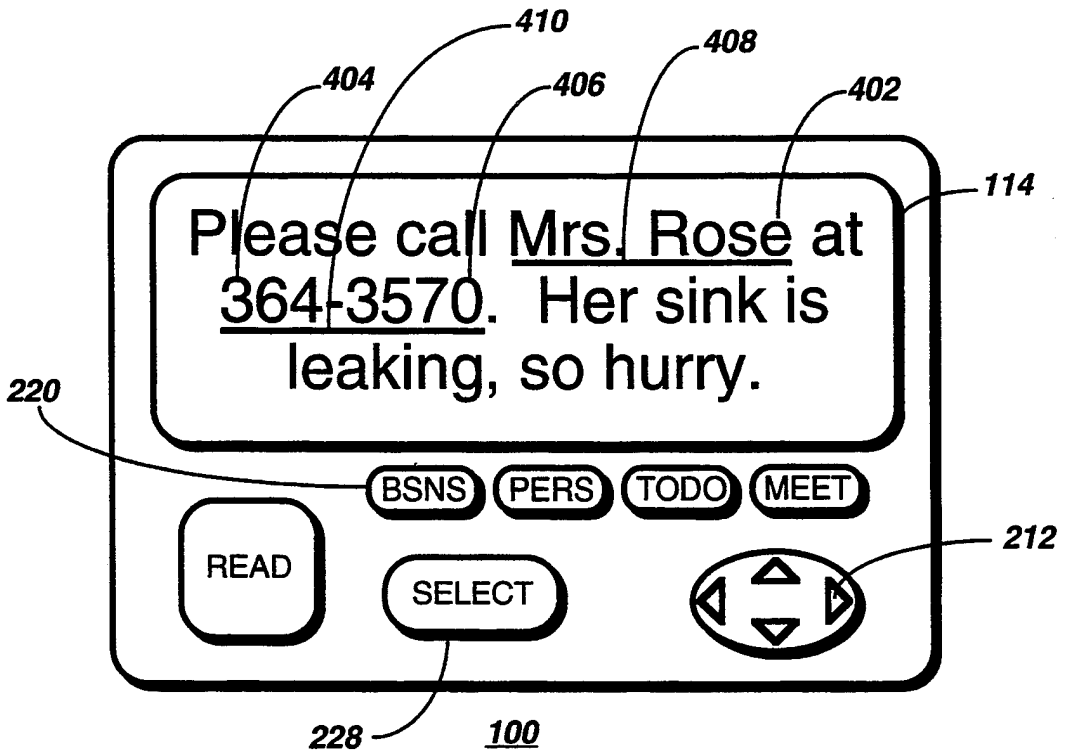 410
408
404
406
402
114
Please call Mrs. Rose at
364-3570.  Her sink is
leaking, so hurry.
220
BSNS PERS TODO MEET
212
READ
SELECT
228
100